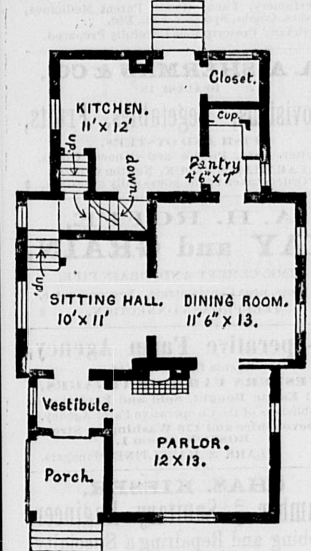 Closet.
KITCHEN.
11' x 12'
Cup.
up.
down.
Pantry
4'6" x 7'
up.
SITTING HALL.
10' x 11'
DINING ROOM.
11'6" x 13.
Vestibule.
PARLOR.
12 x 13.
Porch.